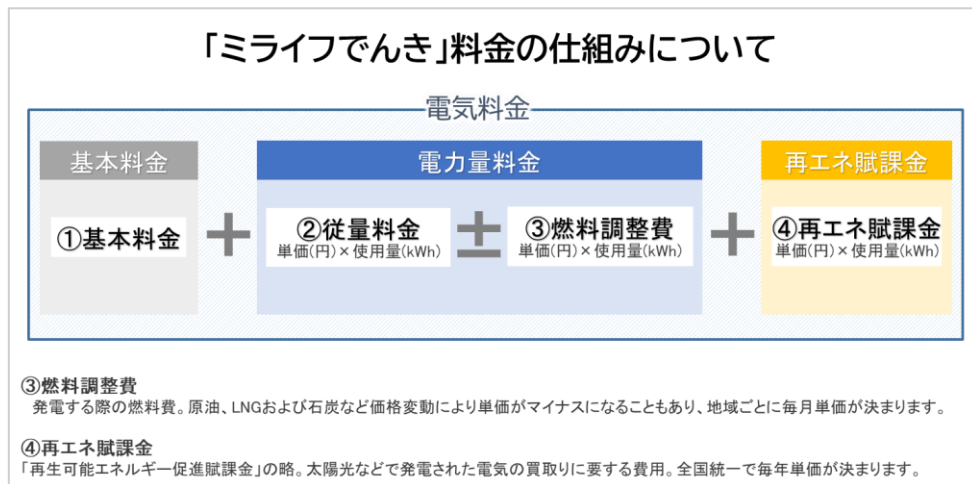 「ミライフでんき」料金の仕組みについて
電気料金
基本料金
①基本料金
+
電力量料金
②従量料金
単価(円)×使用量(kWh)
±
③燃料調整費
単価(円)×使用量(kWh)
+
再エネ賦課金
④再エネ賦課金
単価(円)×使用量(kWh)
③燃料調整費
発電する際の燃料費。原油、LNGおよび石炭など価格変動により単価がマイナスになることもあり、地域ごとに毎月単価が決まります。
④再エネ賦課金
「再生可能エネルギー促進賦課金」の略。太陽光などで発電された電気の買取りに要する費用。全国統一で毎年単価が決まります。